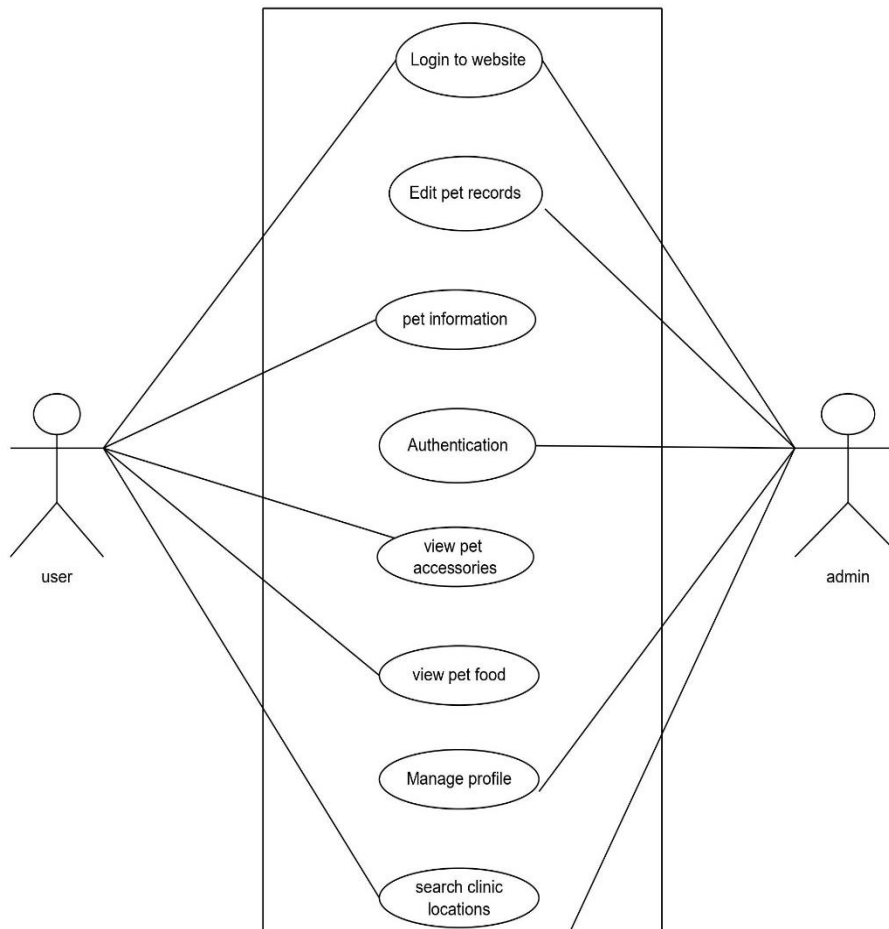 Login to website
Edit pet records
pet information
Authentication
view pet
accessories
user
admin
view pet food
Manage profile
search clinic
locations